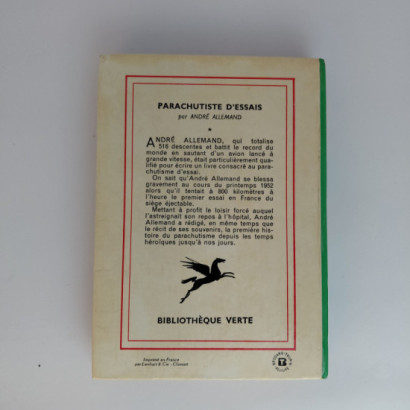 PARACHUTISTE D'ESSAIS
par ANDRÉ ALLEMAND
ANDRÉ ALLEMAND, qui totalise
516 descentes et battit le record du
monde en sautant d'un avion lancé à
grande vitesse, était particulièrement qua-
lifié pour écrire un livre consacré au para-
chutisme d'essai.
On sait qu'André Allemand se blessa
gravement au cours du printemps 1952
alors qu'il tentait à 800 kilomètres à
l'heure le premier essai en France du
siège éjectable.
Mettant à profit le loisir forcé auquel
l'astreignait son repos à l'hôpital, André
Allemand a rédigé, en même temps que
le récit de ses souvenirs, la première his-
toire du parachutisme depuis les temps
héroïques jusqu'à nos jours.
BIBLIOTHÈQUE VERTE
Imprimé en France